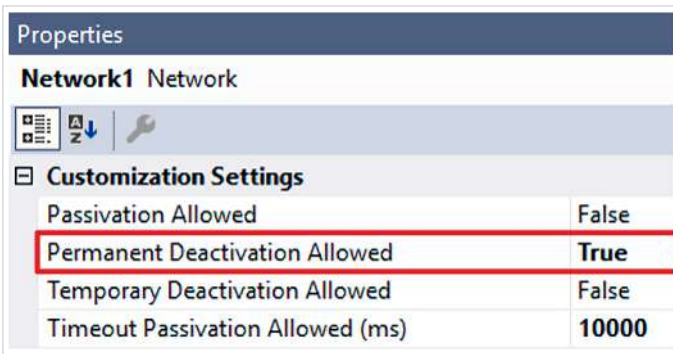 Properties
Network1 Network
A Z
Customization Settings
Passivation Allowed False
Permanent Deactivation Allowed True
Temporary Deactivation Allowed False
Timeout Passivation Allowed (ms) 10000